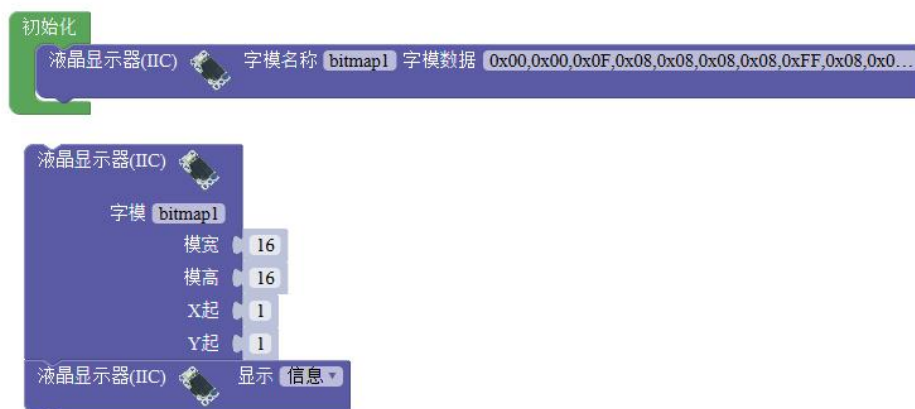 初始化
液晶显示器(IIC) 字模名称 bitmap1 字模数据 0x00,0x00,0x0F,0x08,0x08,0x08,0x08,0xFF,0x08,0x0...
液晶显示器(IIC)
字模 bitmap1
模宽 16
模高 16
X起 1
Y起 1
液晶显示器(IIC) 显示 信息